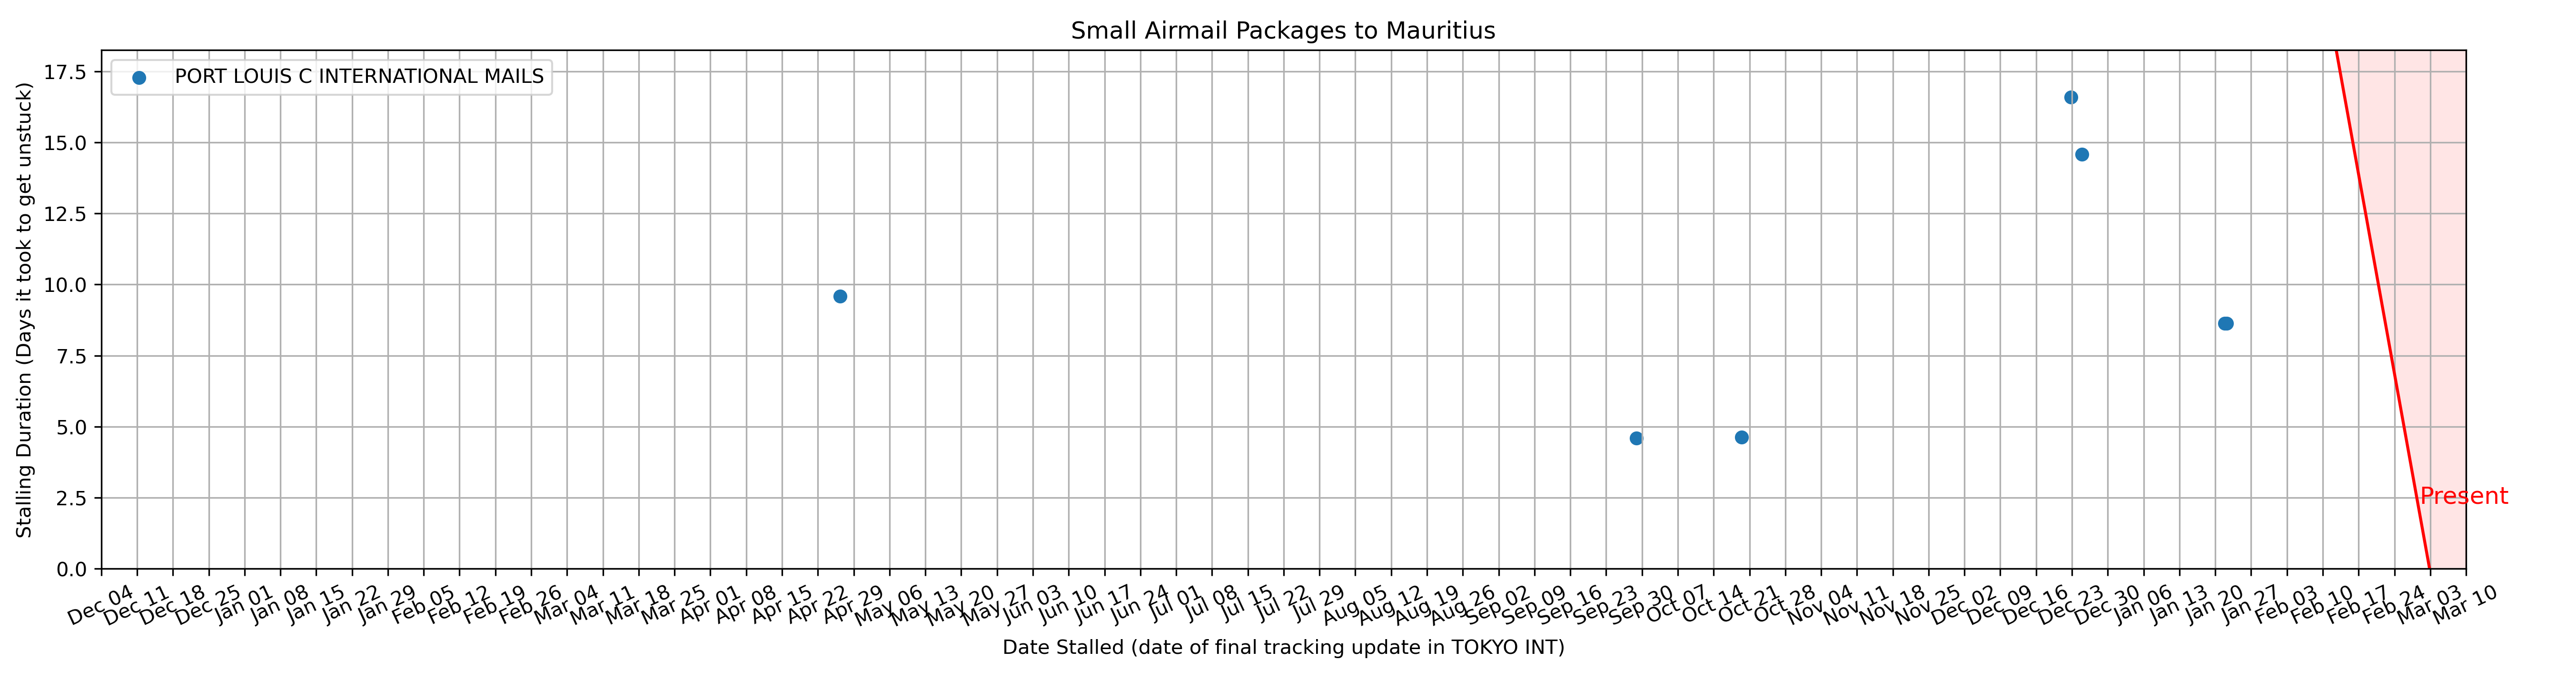 Small Airmail Packages to Mauritius
PORT LOUIS C INTERNATIONAL MAILS
Stalling Duration (Days it took to get unstuck)
17.5
15.0
12.5
10.0
7.5
5.0
2.5
0.0
Present
Dec 04
Dec 11
Dec 18
Dec 25
Jan 01
Jan 08
Jan 15
Jan 22
Jan 29
Feb 05
Feb 12
Feb 19
Feb 26
Mar 04
Mar 11
Mar 18
Mar 25
Apr 01
Apr 08
Apr 15
Apr 22
Apr 29
May 06
May 13
May 20
May 27
Jun 03
Jun 10
Jun 17
Jun 24
Jul 01
Jul 08
Jul 15
Jul 22
Jul 29
Aug 05
Aug 12
Aug 19
Aug 26
Sep 02
Sep 09
Sep 16
Sep 23
Sep 30
Oct 07
Oct 14
Oct 21
Oct 28
Nov 04
Nov 11
Nov 18
Nov 25
Dec 02
Dec 09
Dec 16
Dec 23
Dec 30
Jan 06
Jan 13
Jan 20
Jan 27
Feb 03
Feb 10
Feb 17
Feb 24
Mar 03
Mar 10
Date Stalled (date of final tracking update in TOKYO INT)